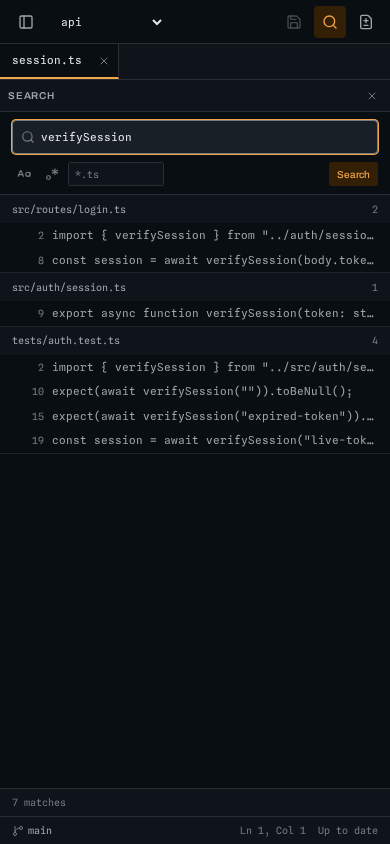 api
session.ts
SEARCH
verifySession
Aa .* *.ts Search
src/routes/login.ts 2
2 import { verifySession } from "../auth/sessio…
8 const session = await verifySession(body.toke…
src/auth/session.ts 1
9 export async function verifySession(token: st…
tests/auth.test.ts 4
2 import { verifySession } from "../src/auth/se…
10 expect(await verifySession("")).toBeNull();
15 expect(await verifySession("expired-token")).…
19 const session = await verifySession("live-tok…
7 matches
main Ln 1, Col 1 Up to date